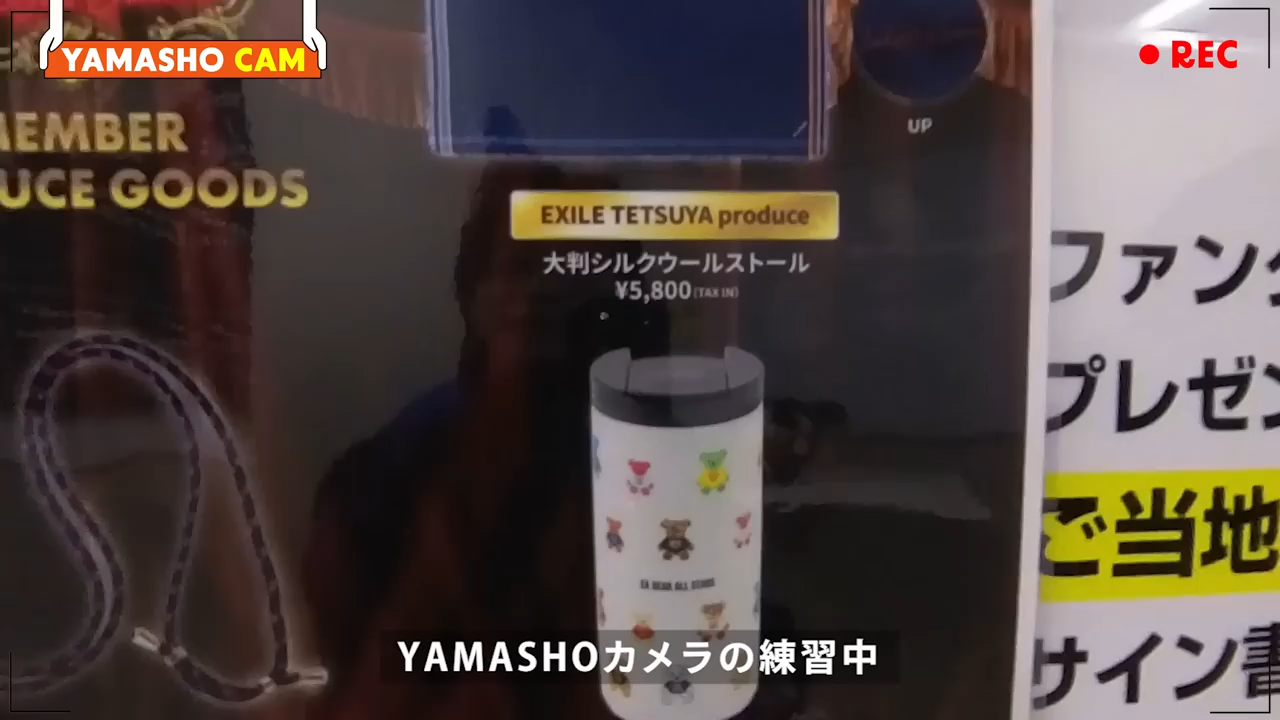 YAMASHO CAM
REC
UP
EMBER
UCE GOODS
EXILE TETSUYA produce
大判シルクウールストール
¥5,800(TAX IN)
ファン
プレゼン
ご当地
サイン書
YAMASHOカメラの練習中